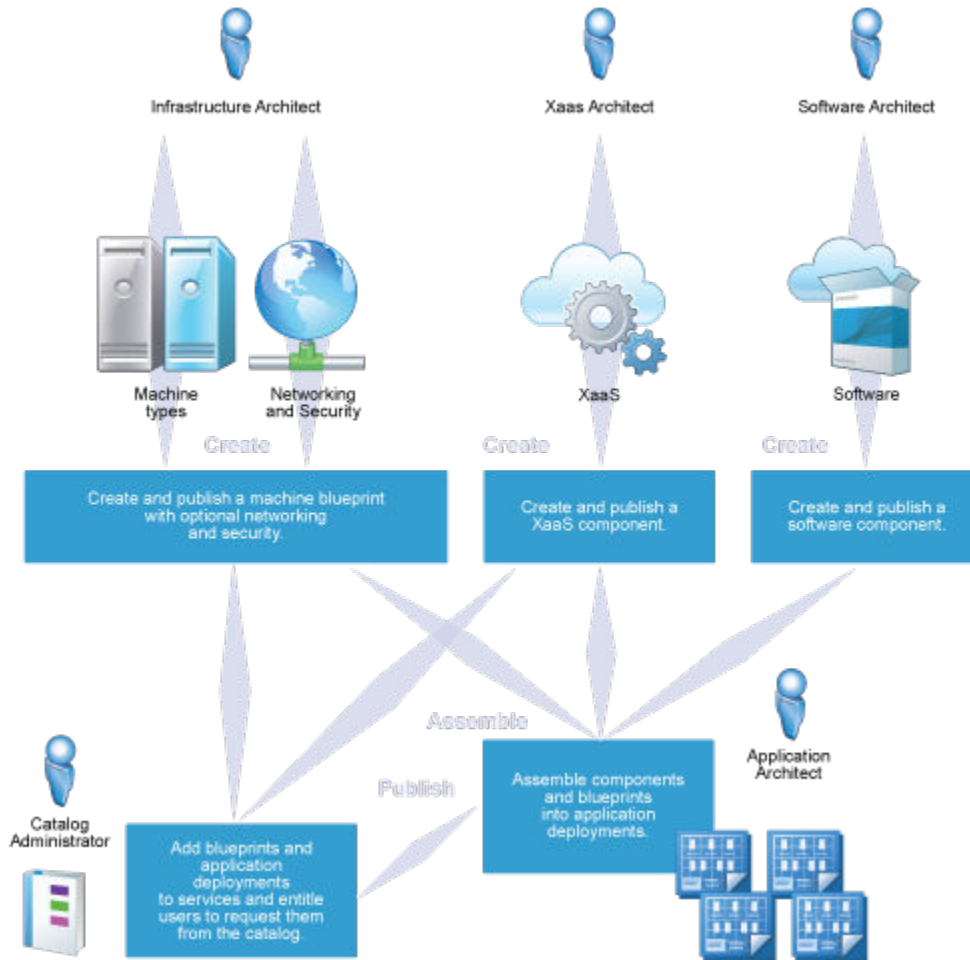 Infrastructure Architect
Xaas Architect
Software Architect
Machine
types
Networking
and Security
XaaS
Software
Create
Create
Create
Create and publish a machine blueprint
with optional networking
and security.
Create and publish a
XaaS component.
Create and publish a
software component.
Assemble
Publish
Application
Architect
Assemble components
and blueprints
into application
deployments.
Catalog
Administrator
Add blueprints and
application
deployments
to services and entitle
users to request them
from the catalog.